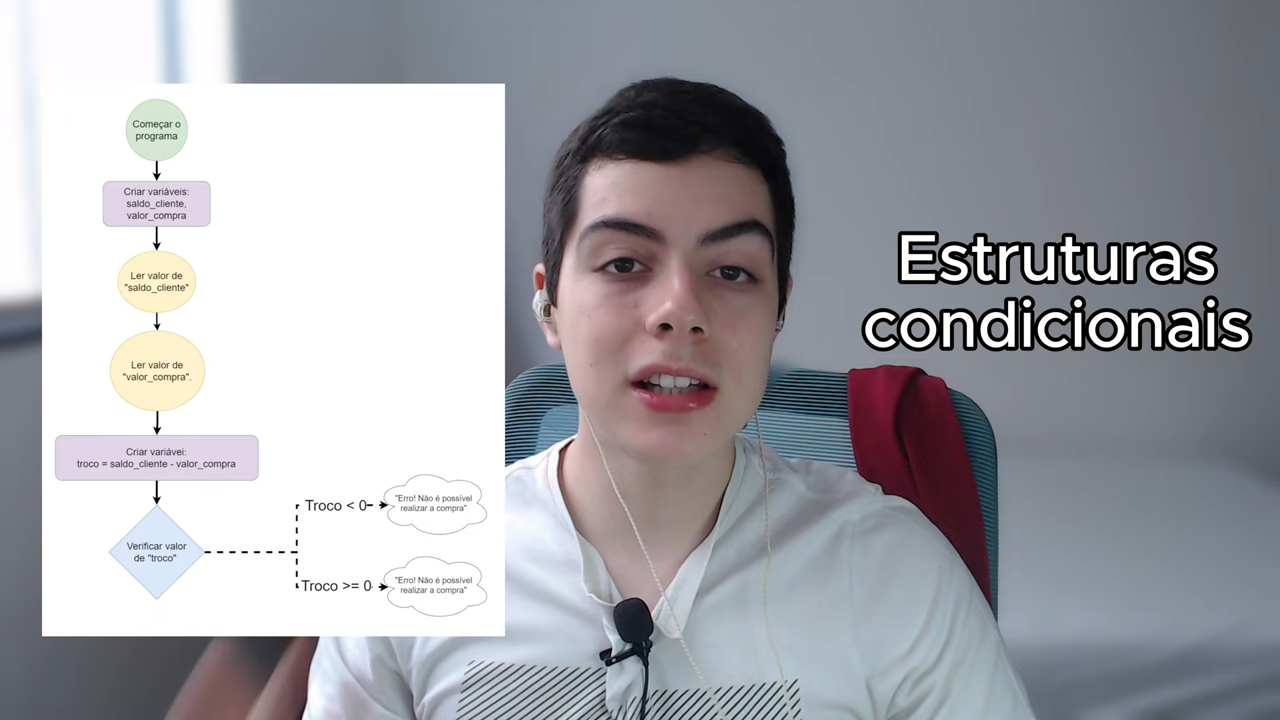 Começar o
programa
Criar variáveis:
saldo_cliente,
valor_compra
Ler valor de
"saldo_cliente"
Ler valor de
"valor_compra".
Criar variávei:
troco = saldo_cliente - valor_compra
Verificar valor
de "troco"
Troco < 0
"Erro! Não é possível
realizar a compra"
Troco >= 0
"Erro! Não é possível
realizar a compra"
Estruturas
condicionais